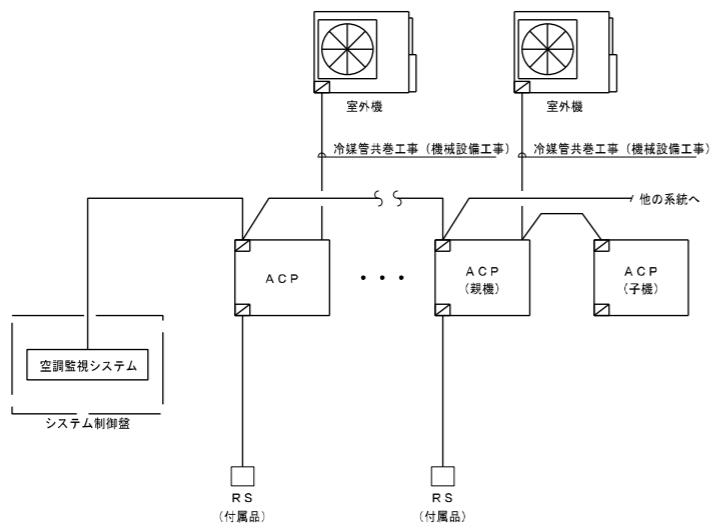 室外機
室外機
冷媒管共巻工事（機械設備工事）
冷媒管共巻工事（機械設備工事）
他の系統へ
ＡＣＰ
・・・
ＡＣＰ
（親機）
ＡＣＰ
（子機）
空調監視システム
システム制御盤
ＲＳ
（付属品）
ＲＳ
（付属品）